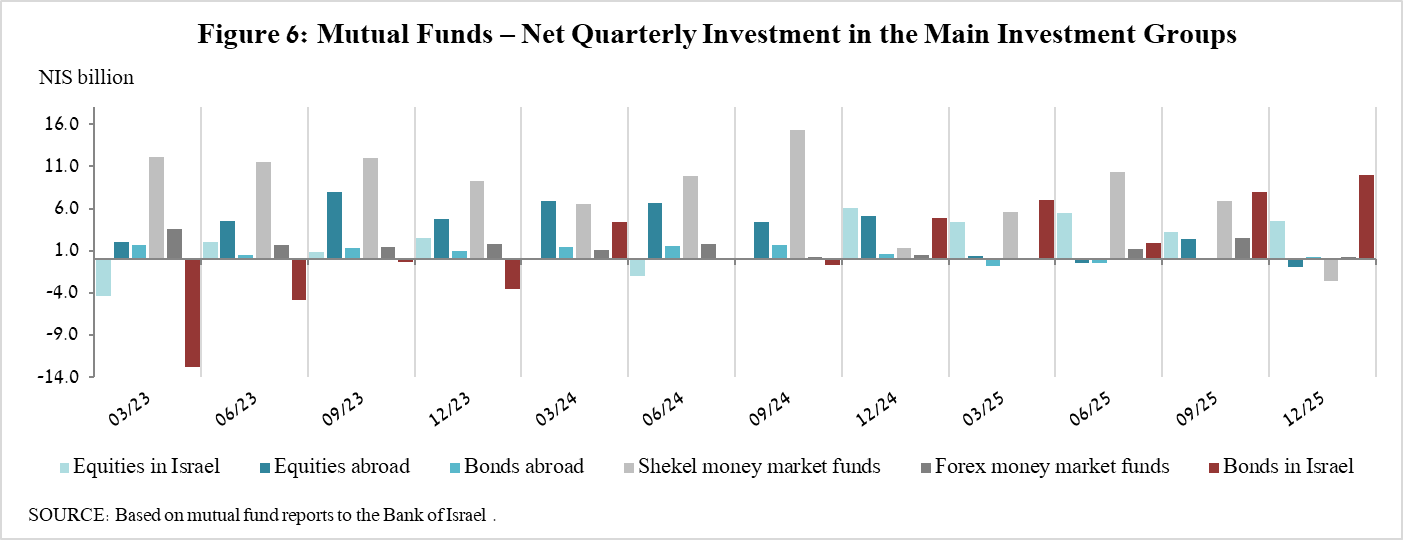 Figure 6: Mutual Funds – Net Quarterly Investment in the Main Investment Groups
NIS billion
16.0
11.0
6.0
1.0
-4.0
-9.0
-14.0
03/23 06/23 09/23 12/23 03/24 06/24 09/24 12/24 03/25 06/25 09/25 12/25
Equities in Israel Equities abroad Bonds abroad Shekel money market funds Forex money market funds Bonds in Israel
SOURCE: Based on mutual fund reports to the Bank of Israel .